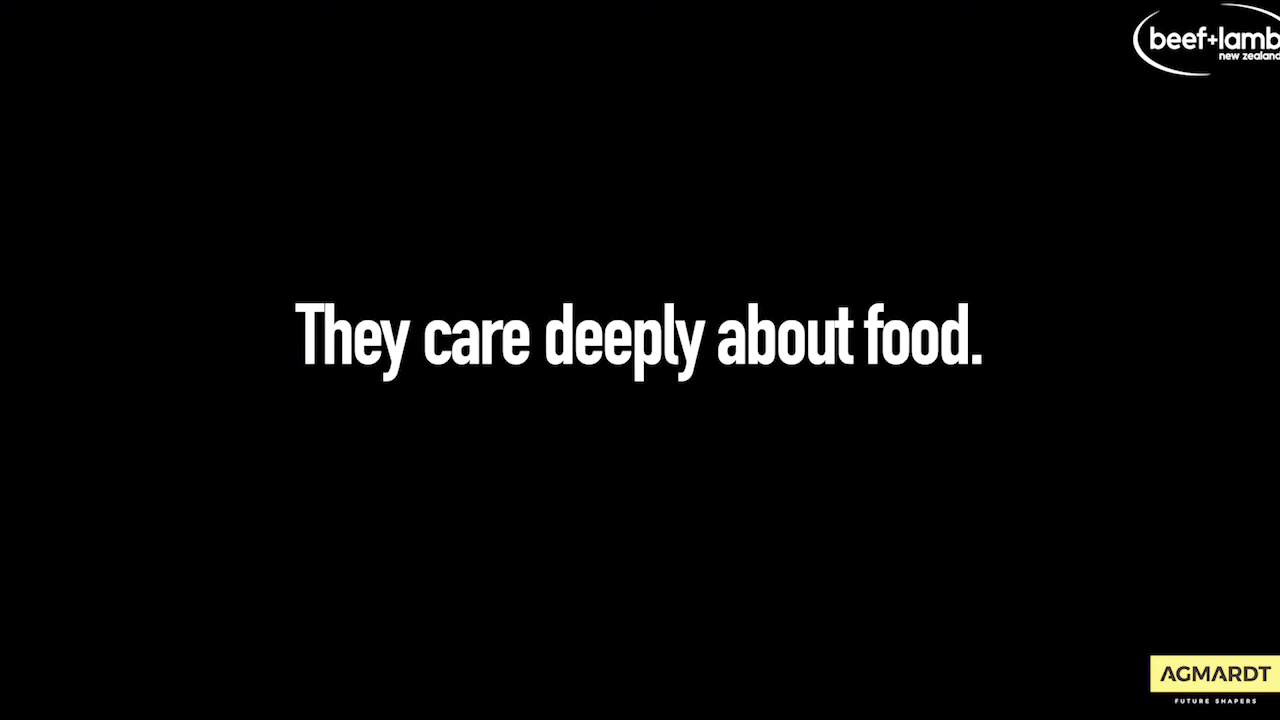 beef+lamb
new zealand
They care deeply about food.
AGMARDT
FUTURE SHAPERS